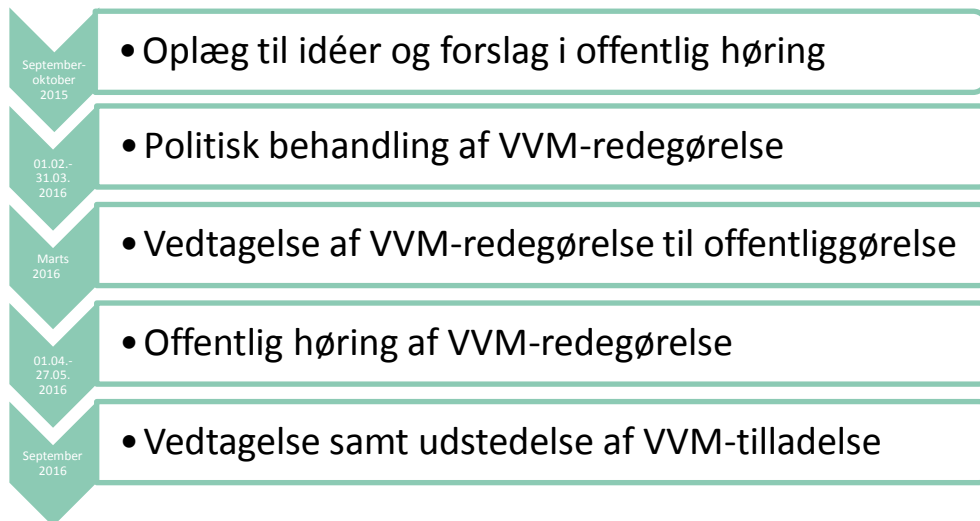 September-
oktober
2015
• Oplæg til idéer og forslag i offentlig høring
01.02.-
31.03.
2016
• Politisk behandling af VVM-redegørelse
Marts
2016
• Vedtagelse af VVM-redegørelse til offentliggørelse
01.04.-
27.05.
2016
• Offentlig høring af VVM-redegørelse
September
2016
• Vedtagelse samt udstedelse af VVM-tilladelse